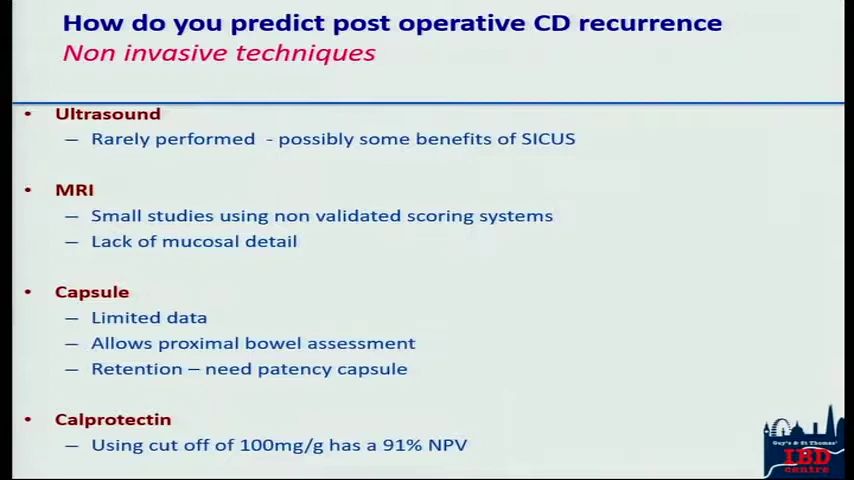 How do you predict post operative CD recurrence
Non invasive techniques
• Ultrasound
– Rarely performed - possibly some benefits of SICUS
• MRI
– Small studies using non validated scoring systems
– Lack of mucosal detail
• Capsule
– Limited data
– Allows proximal bowel assessment
– Retention – need patency capsule
• Calprotectin
– Using cut off of 100mg/g has a 91% NPV
Guy's & St Thomas'
IBD
centre